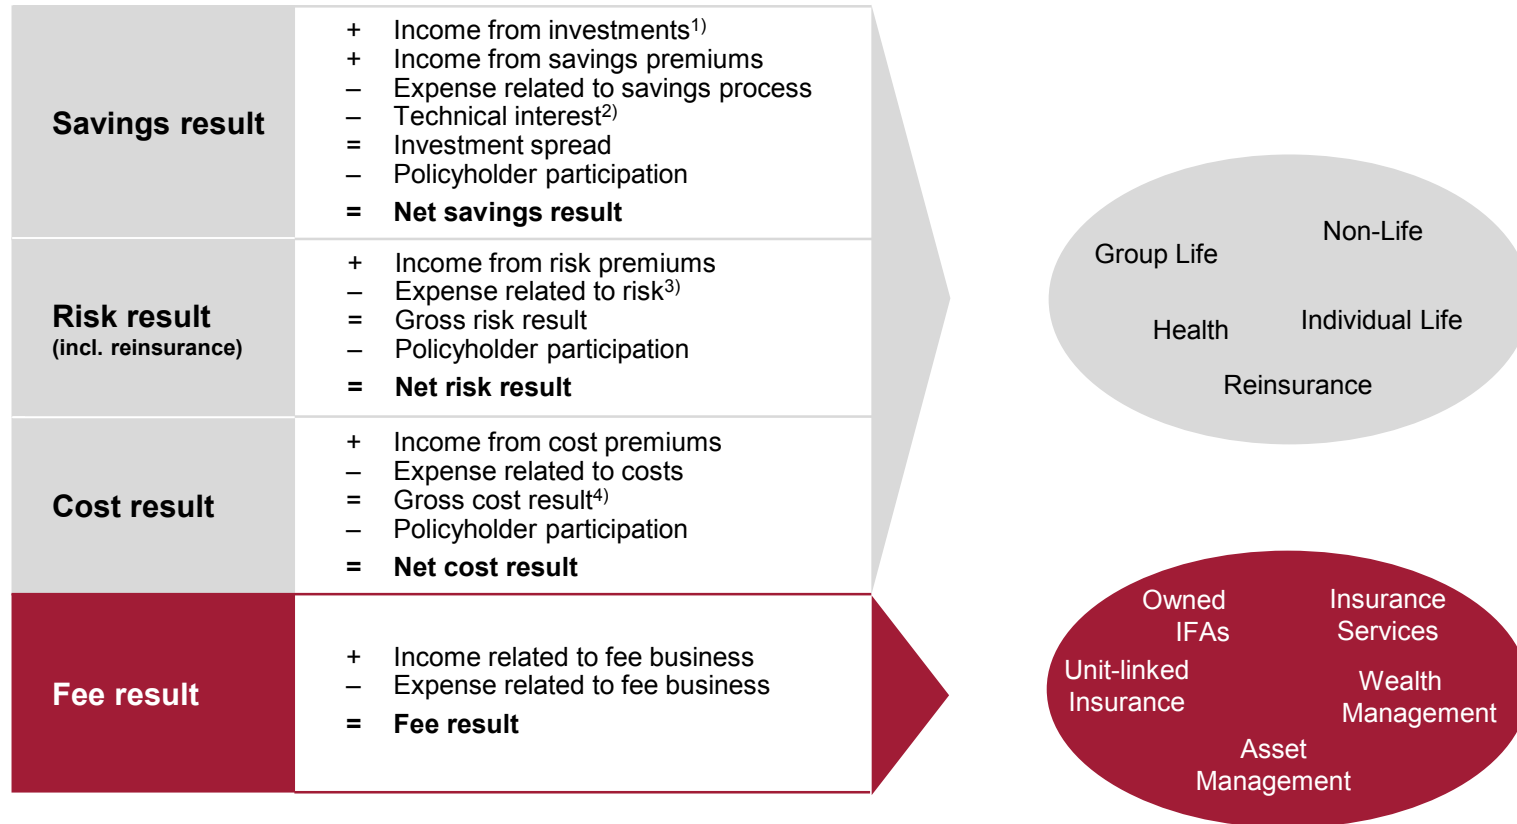 Savings result
+ Income from investments1)
+ Income from savings premiums
– Expense related to savings process
– Technical interest2)
= Investment spread
– Policyholder participation
= Net savings result
Risk result
(incl. reinsurance)
+ Income from risk premiums
– Expense related to risk3)
= Gross risk result
– Policyholder participation
= Net risk result
Cost result
+ Income from cost premiums
– Expense related to costs
= Gross cost result4)
– Policyholder participation
= Net cost result
Fee result
+ Income related to fee business
– Expense related to fee business
= Fee result
Group Life
Non-Life
Health
Individual Life
Reinsurance
Owned
IFAs
Insurance
Services
Unit-linked
Insurance
Wealth
Management
Asset
Management